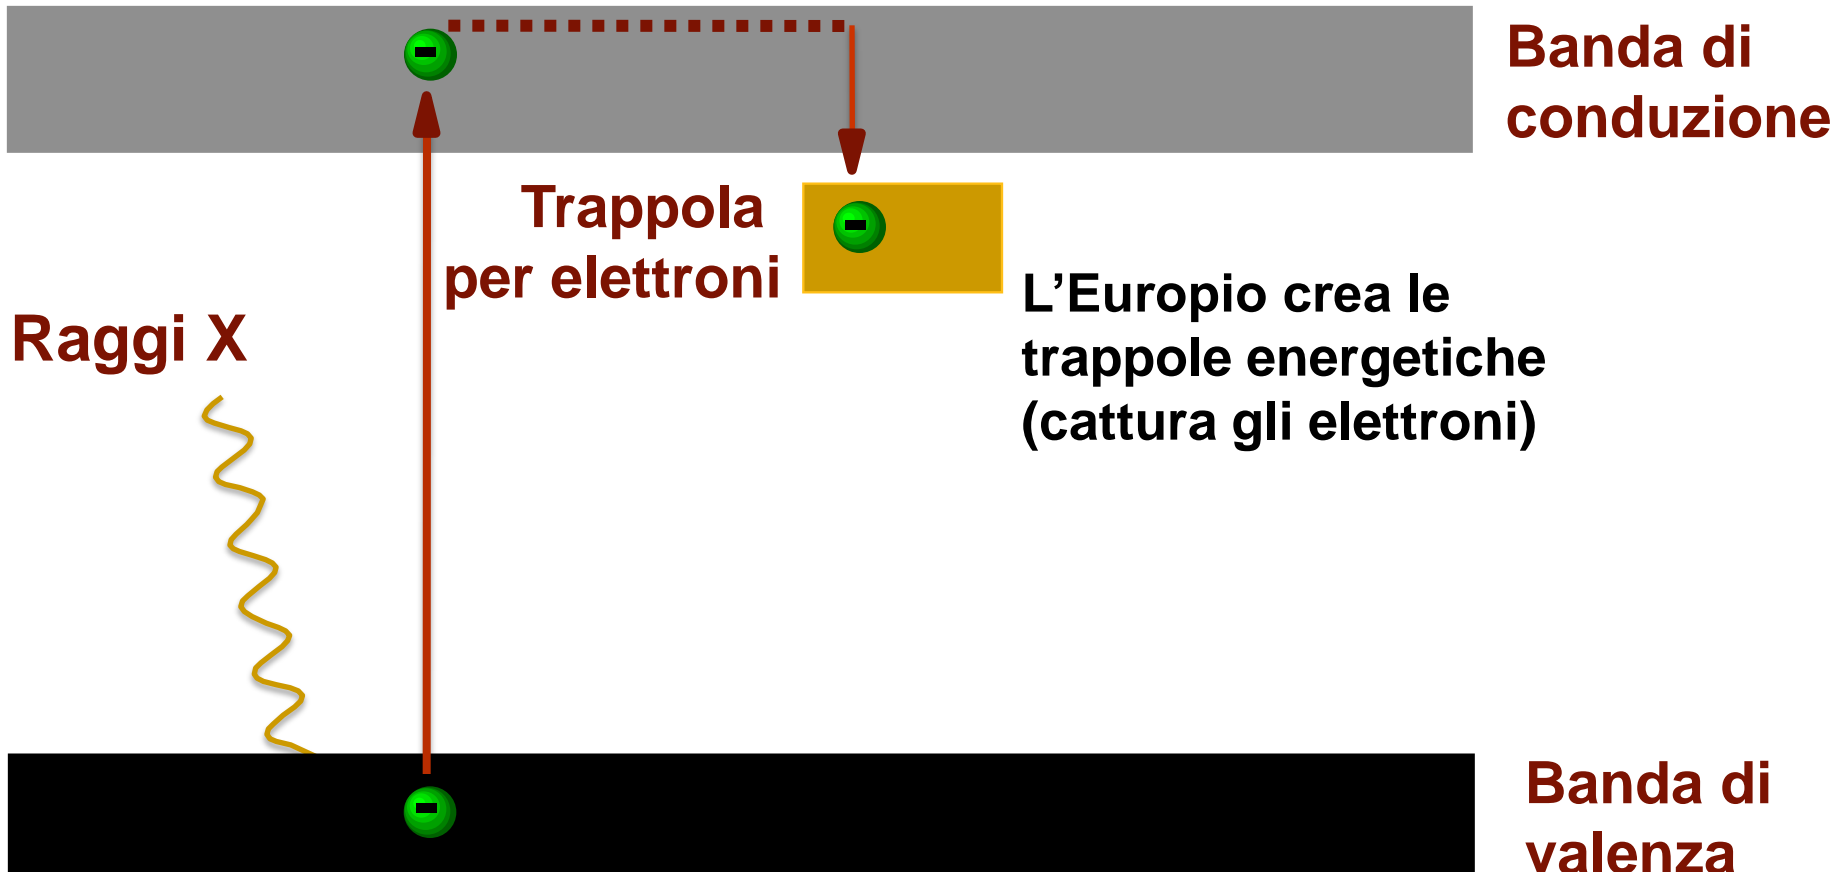 Banda di
conduzione
Trappola
per elettroni
L’Europio crea le
trappole energetiche
(cattura gli elettroni)
Raggi X
Banda di
valenza